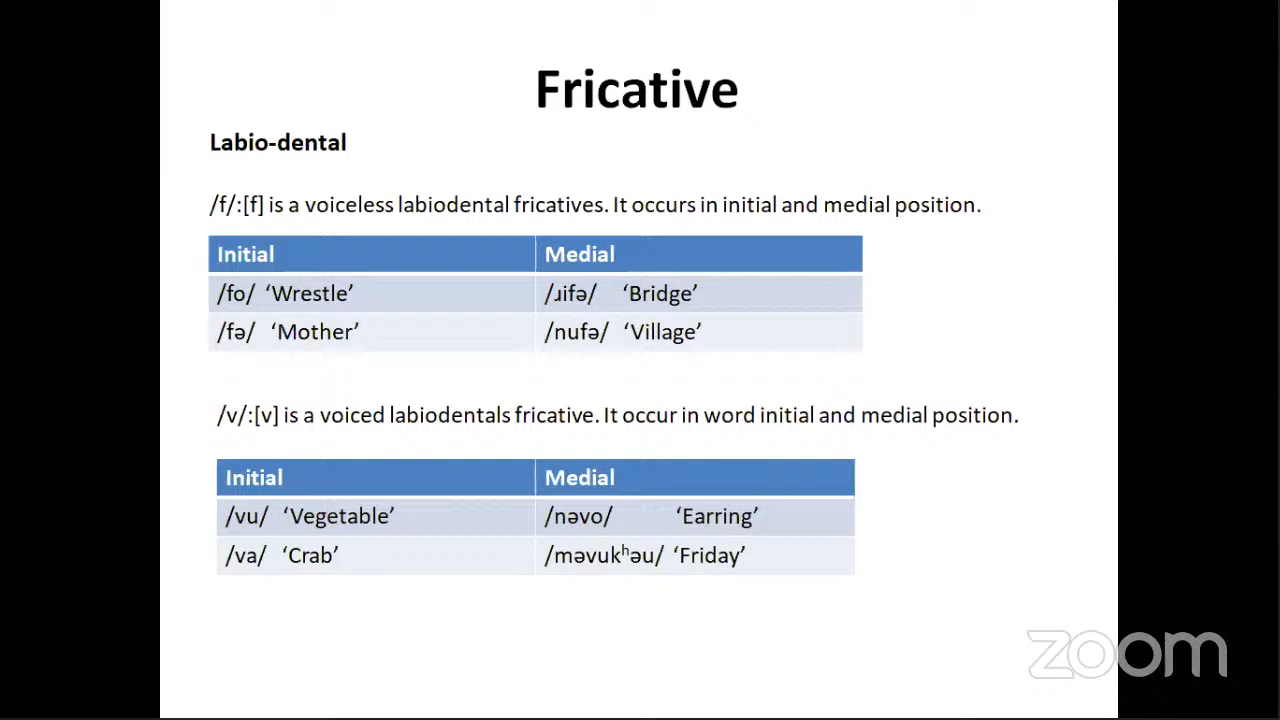 Fricative
Labio-dental
/f/:[f] is a voiceless labiodental fricatives. It occurs in initial and medial position.
Initial Medial
/fo/ ‘Wrestle’ /ɹifə/ ‘Bridge’
/fə/ ‘Mother’ /nufə/ ‘Village’
/v/:[v] is a voiced labiodentals fricative. It occur in word initial and medial position.
Initial Medial
/vu/ ‘Vegetable’ /nəvo/ ‘Earring’
/va/ ‘Crab’ /məvukʰəu/ ‘Friday’
zoom